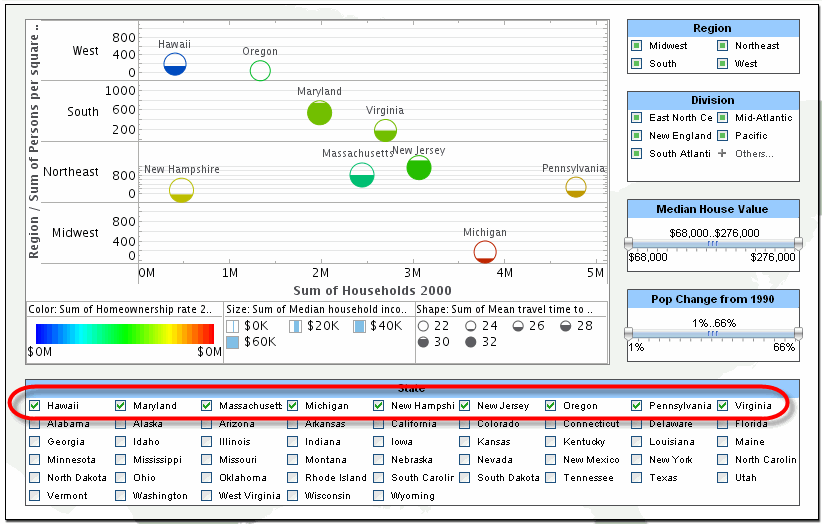 Region / Sum of Persons per square ..
West
800
400
0
Hawaii
Oregon
South
1000
600
200
Maryland
Virginia
Northeast
800
0
New Hampshire
Massachusetts
New Jersey
Pennsylvania
Midwest
800
400
0
Michigan
0M 1M 2M 3M 4M 5M
Sum of Households 2000
Color: Sum of Homeownership rate 2..
$0M $0M
Size: Sum of Median household inco..
$0K $20K $40K
$60K
Shape: Sum of Mean travel time to ..
22 24 26 28
30 32
Region
Midwest Northeast
South West
Division
East North Ce Mid-Atlantic
New England Pacific
South Atlanti Others...
Median House Value
$68,000..$276,000
$68,000 $276,000
Pop Change from 1990
1%..66%
1% 66%
State
Hawaii Maryland Massachusett Michigan New Hampshi New Jersey Oregon Pennsylvania Virginia
Alabama Alaska Arizona Arkansas California Colorado Connecticut Delaware Florida
Georgia Idaho Illinois Indiana Iowa Kansas Kentucky Louisiana Maine
Minnesota Mississippi Missouri Montana Nebraska Nevada New Mexico New York North Carolin
North Dakota Ohio Oklahoma Rhode Island South Carolir South Dakota Tennessee Texas Utah
Vermont Washington West Virginia Wisconsin Wyoming